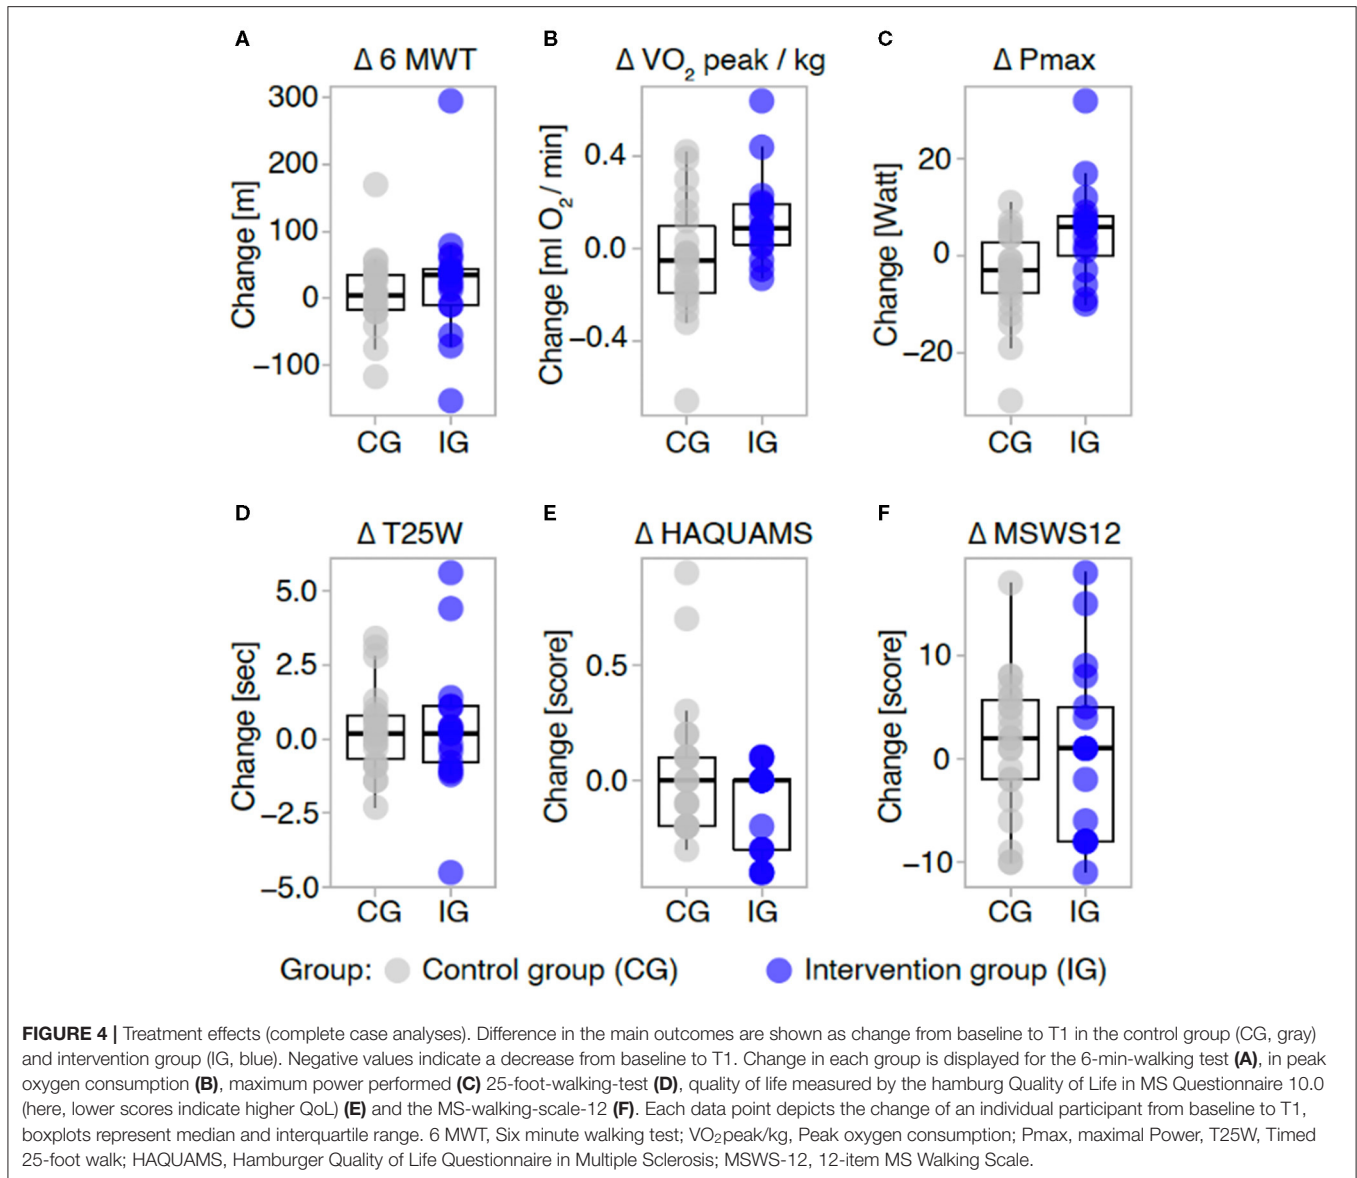 A
Δ 6 MWT
300
200
100
0
−100
Change [m]
CG IG
B
Δ VO₂ peak / kg
0.4
0.0
−0.4
Change [ml O₂ / min]
CG IG
C
Δ Pmax
20
0
−20
Change [Watt]
CG IG
D
Δ T25W
5.0
2.5
0.0
−2.5
−5.0
Change [sec]
CG IG
E
Δ HAQUAMS
0.5
0.0
Change [score]
CG IG
F
Δ MSWS12
10
0
−10
Change [score]
CG IG
Group: Control group (CG) Intervention group (IG)
FIGURE 4 | Treatment effects (complete case analyses). Difference in the main outcomes are shown as change from baseline to T1 in the control group (CG, gray)
and intervention group (IG, blue). Negative values indicate a decrease from baseline to T1. Change in each group is displayed for the 6-min-walking test (A), in peak
oxygen consumption (B), maximum power performed (C) 25-foot-walking-test (D), quality of life measured by the hamburg Quality of Life in MS Questionnaire 10.0
(here, lower scores indicate higher QoL) (E) and the MS-walking-scale-12 (F). Each data point depicts the change of an individual participant from baseline to T1,
boxplots represent median and interquartile range. 6 MWT, Six minute walking test; VO₂peak/kg, Peak oxygen consumption; Pmax, maximal Power, T25W, Timed
25-foot walk; HAQUAMS, Hamburger Quality of Life Questionnaire in Multiple Sclerosis; MSWS-12, 12-item MS Walking Scale.